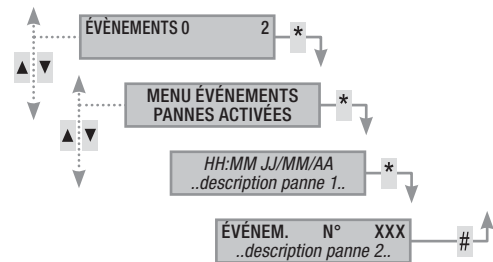 ÉVÈNEMENTS 0 2 *
▲ ▼
MENU ÉVÉNEMENTS
PANNES ACTIVÉES *
▲ ▼
HH:MM JJ/MM/AA
..description panne 1.. *
ÉVÉNEM. N° XXX
..description panne 2.. #